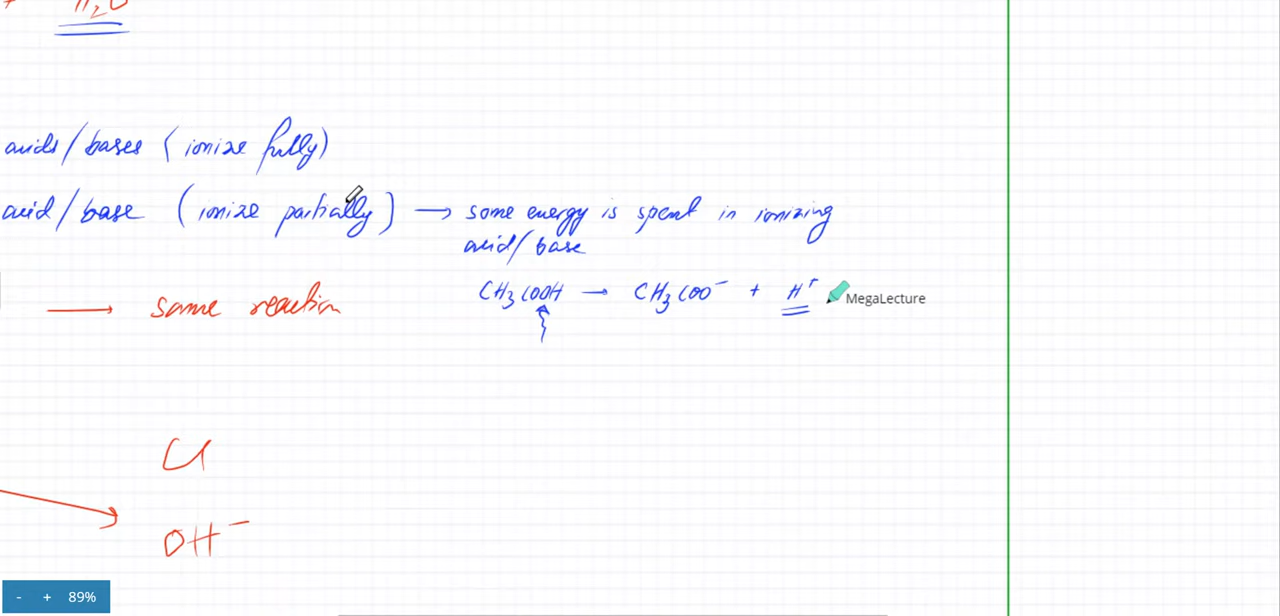 + H₂O
acids/bases (ionize fully)
acid/base (ionize partially) → some energy is spent in ionizing
acid/base
CH₃COOH → CH₃COO⁻ + H⁺
MegaLecture
→ same reaction
Cl
OH⁻
- + 89%